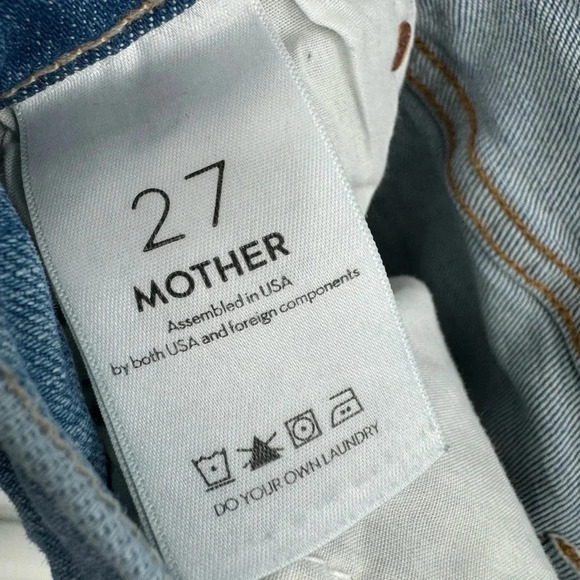 27
MOTHER
Assembled in USA
by both USA and foreign components
DO YOUR OWN LAUNDRY